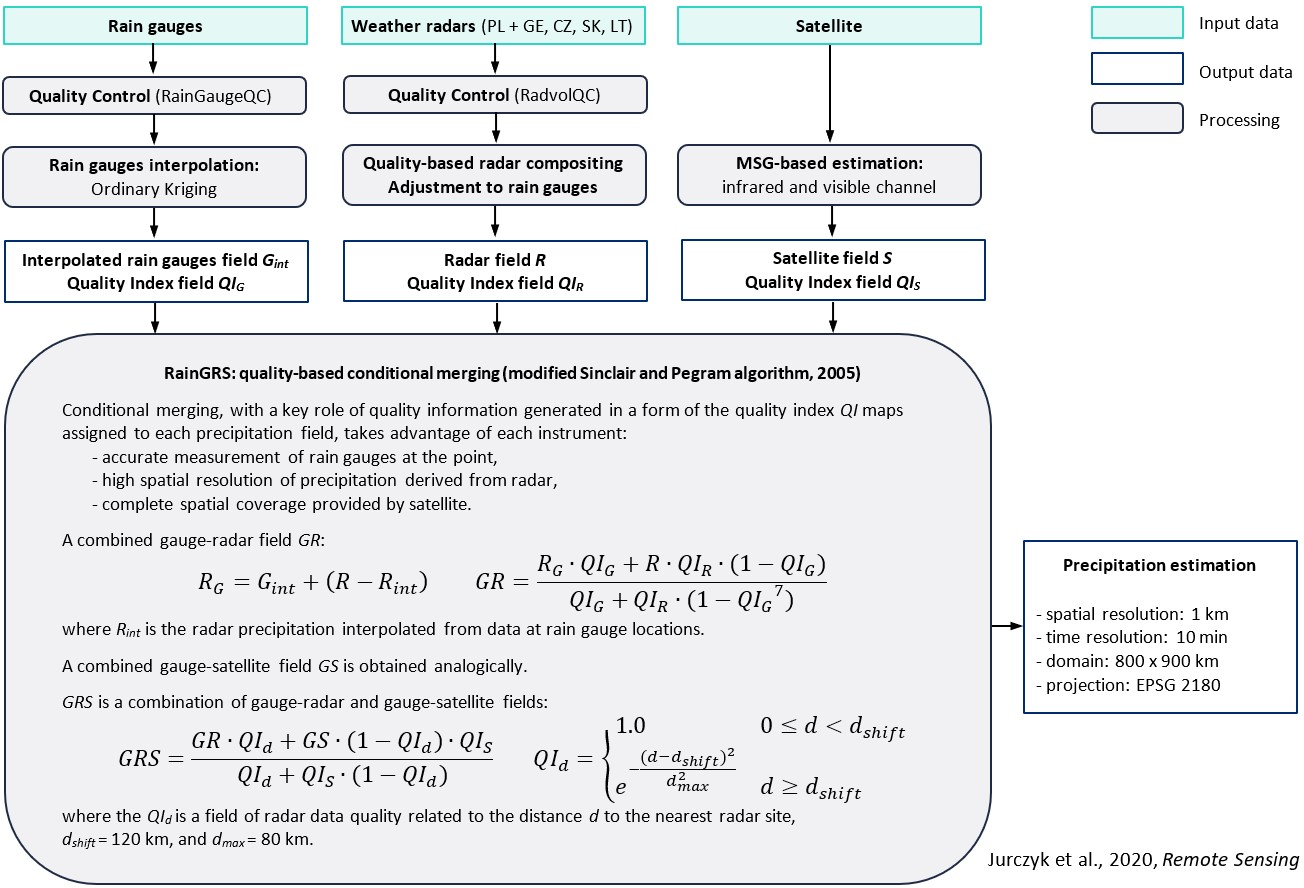 Rain gauges
Weather radars (PL + GE, CZ, SK, LT)
Satellite
Input data
Output data
Processing
Quality Control (RainGaugeQC)
Quality Control (RadvolQC)
Rain gauges interpolation:
Ordinary Kriging
Quality-based radar compositing
Adjustment to rain gauges
MSG-based estimation:
infrared and visible channel
Interpolated rain gauges field G_int
Quality Index field QI_G
Radar field R
Quality Index field QI_R
Satellite field S
Quality Index field QI_S
RainGRS: quality-based conditional merging (modified Sinclair and Pegram algorithm, 2005)
Conditional merging, with a key role of quality information generated in a form of the quality index QI maps
assigned to each precipitation field, takes advantage of each instrument:
- accurate measurement of rain gauges at the point,
- high spatial resolution of precipitation derived from radar,
- complete spatial coverage provided by satellite.
A combined gauge-radar field GR:
R_G = G_int + (R − R_int)
GR = (R_G · QI_G + R · QI_R · (1 − QI_G)) / (QI_G + QI_R · (1 − QI_G^7))
where R_int is the radar precipitation interpolated from data at rain gauge locations.
A combined gauge-satellite field GS is obtained analogically.
GRS is a combination of gauge-radar and gauge-satellite fields:
GRS = (GR · QI_d + GS · (1 − QI_d) · QI_S) / (QI_d + QI_S · (1 − QI_d))
QI_d = { 1.0 0 ≤ d < d_shift
e^(−(d−d_shift)^2 / d_max^2) d ≥ d_shift
where the QI_d is a field of radar data quality related to the distance d to the nearest radar site,
d_shift = 120 km, and d_max = 80 km.
Precipitation estimation
- spatial resolution: 1 km
- time resolution: 10 min
- domain: 800 x 900 km
- projection: EPSG 2180
Jurczyk et al., 2020, Remote Sensing